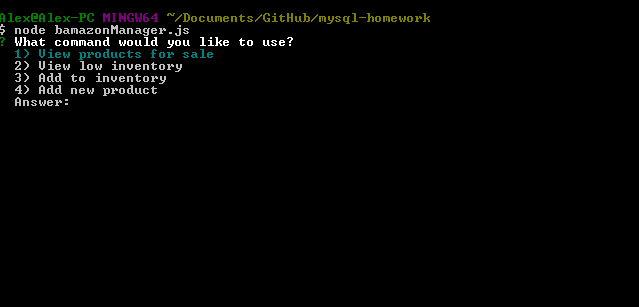 Alex@Alex-PC MINGW64 ~/Documents/GitHub/mysql-homework
$ node bamazonManager.js
? What command would you like to use?
1) View products for sale
2) View low inventory
3) Add to inventory
4) Add new product
Answer: